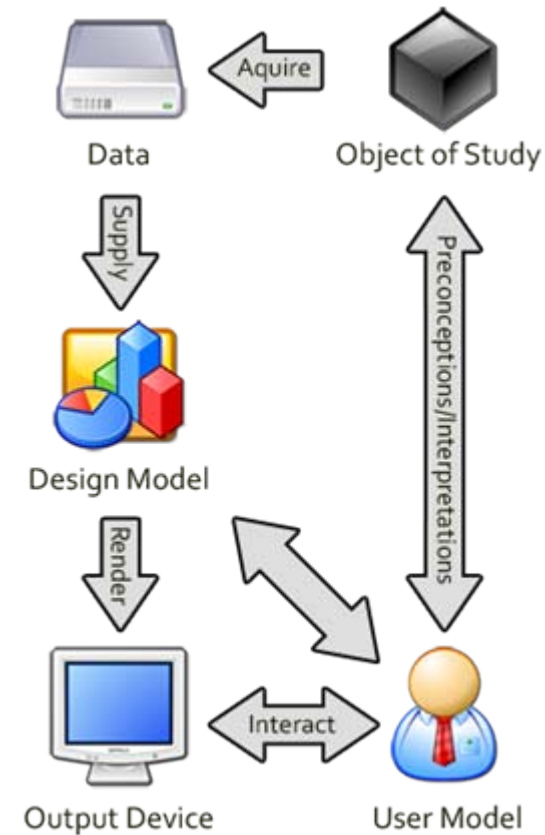 Aquire
Data
Object of Study
Supply
Preconceptions/Interpretations
Design Model
Render
Interact
Output Device
User Model